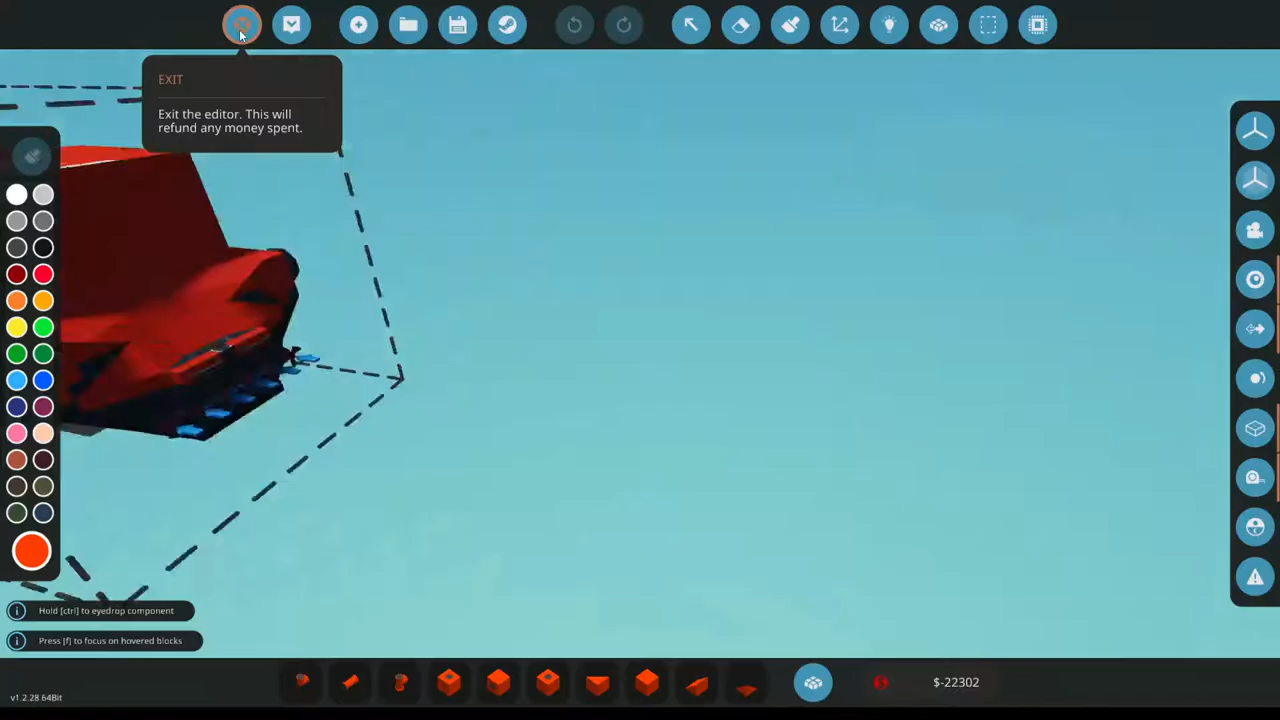 EXIT
Exit the editor. This will
refund any money spent.
Hold [ctrl] to eyedrop component
Press [f] to focus on hovered blocks
$-22302
v1.2.28 64Bit